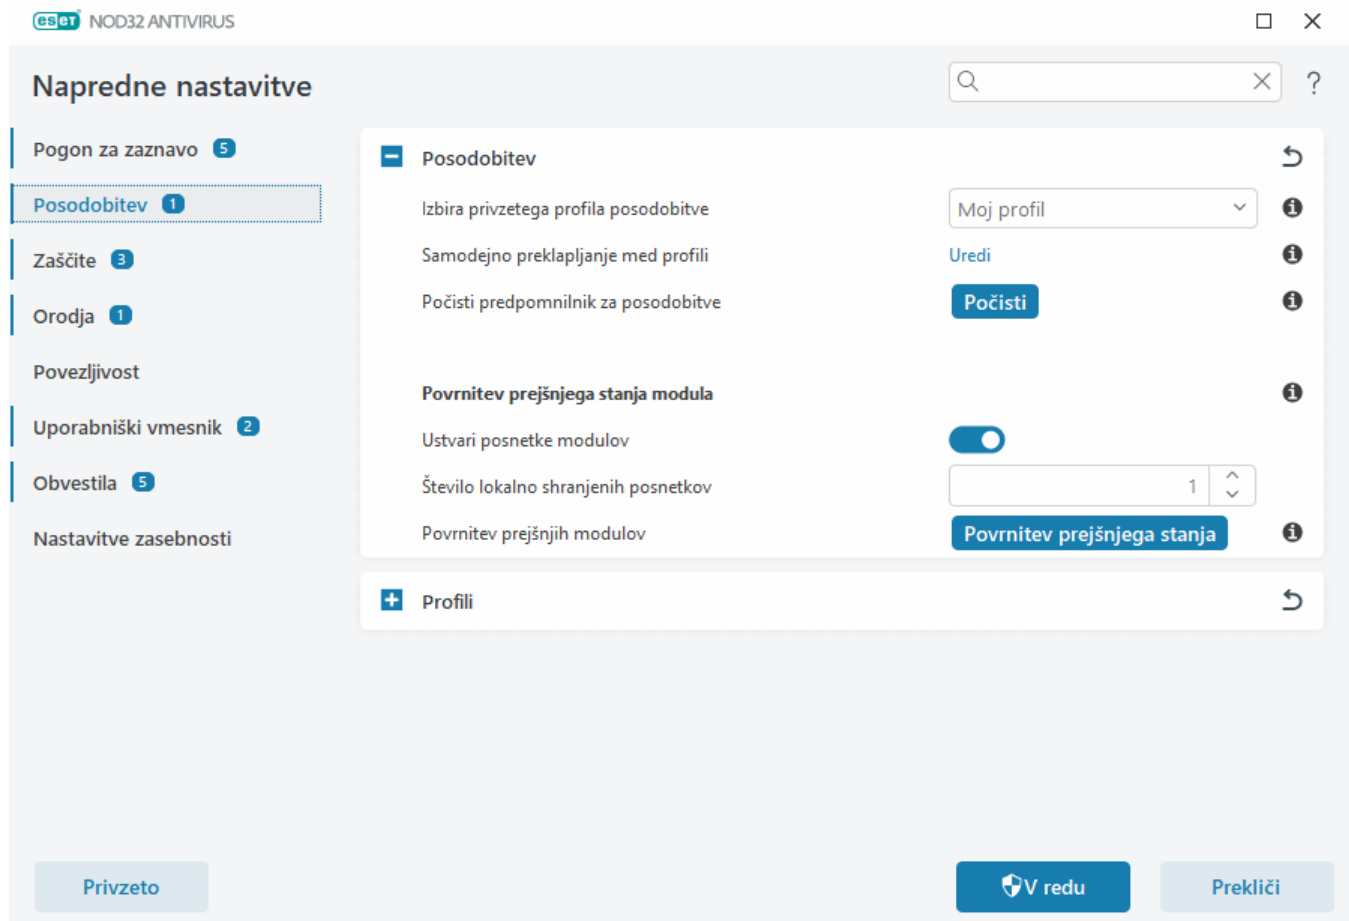 eset NOD32 ANTIVIRUS
Napredne nastavitve
?
Pogon za zaznavo 5
Posodobitev 1
Zaščite 3
Orodja 1
Povezljivost
Uporabniški vmesnik 2
Obvestila 5
Nastavitve zasebnosti
Posodobitev
Izbira privzetega profila posodobitve
Moj profil
Samodejno preklapljanje med profili
Uredi
Počisti predpomnilnik za posodobitve
Počisti
Povrnitev prejšnjega stanja modula
Ustvari posnetke modulov
Število lokalno shranjenih posnetkov
1
Povrnitev prejšnjih modulov
Povrnitev prejšnjega stanja
Profili
Privzeto
V redu
Prekliči